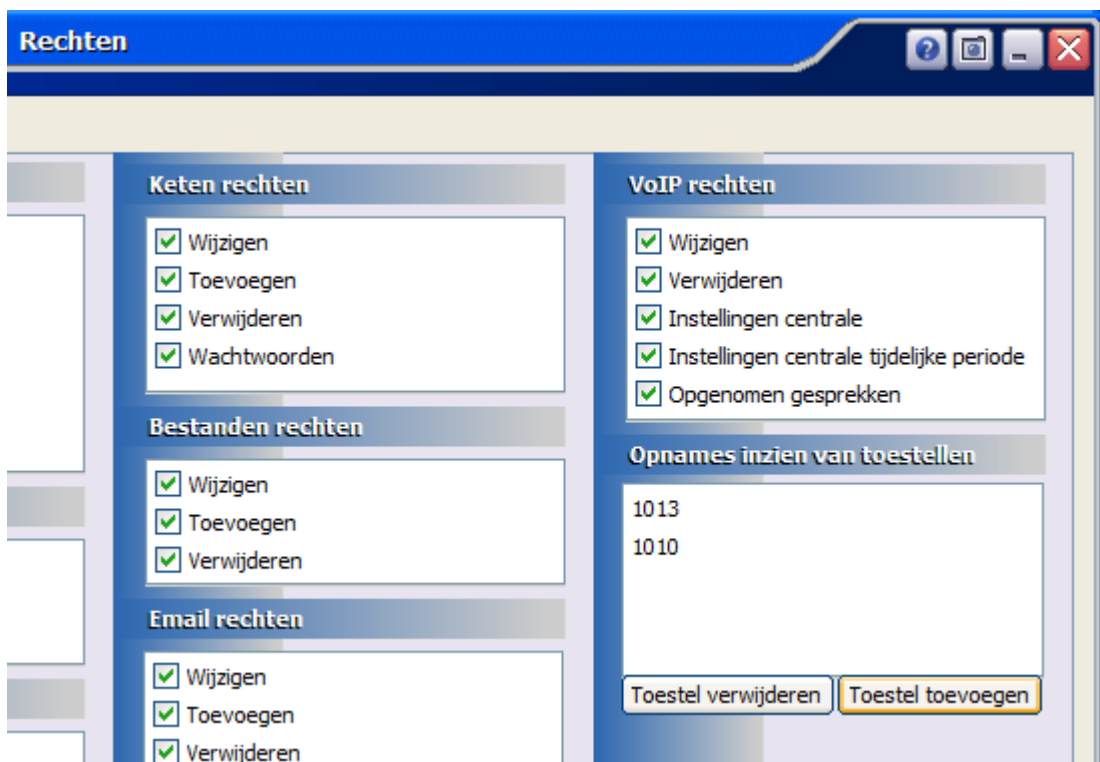 Rechten
Keten rechten
Wijzigen
Toevoegen
Verwijderen
Wachtwoorden
Bestanden rechten
Wijzigen
Toevoegen
Verwijderen
Email rechten
Wijzigen
Toevoegen
Verwijderen
VoIP rechten
Wijzigen
Verwijderen
Instellingen centrale
Instellingen centrale tijdelijke periode
Opgenomen gesprekken
Opnames inzien van toestellen
1013
1010
Toestel verwijderen Toestel toevoegen